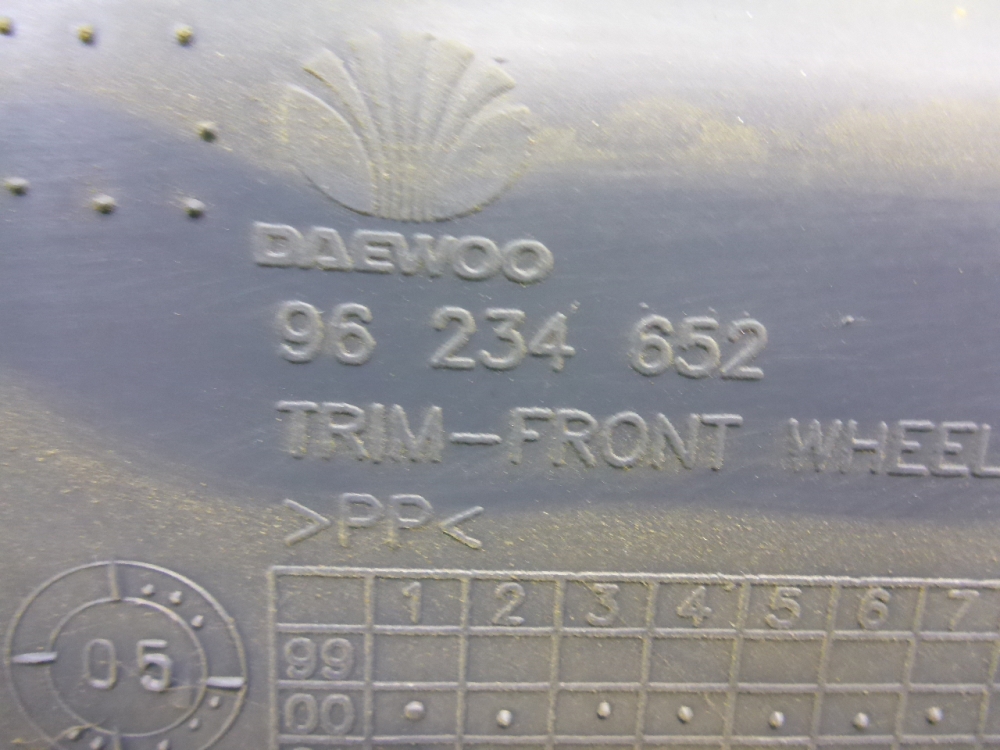 DAEWOO
96 234 652
TRIM-FRONT WHEEL
>PP<
1 2 3 4 5 6 7
05
99
00